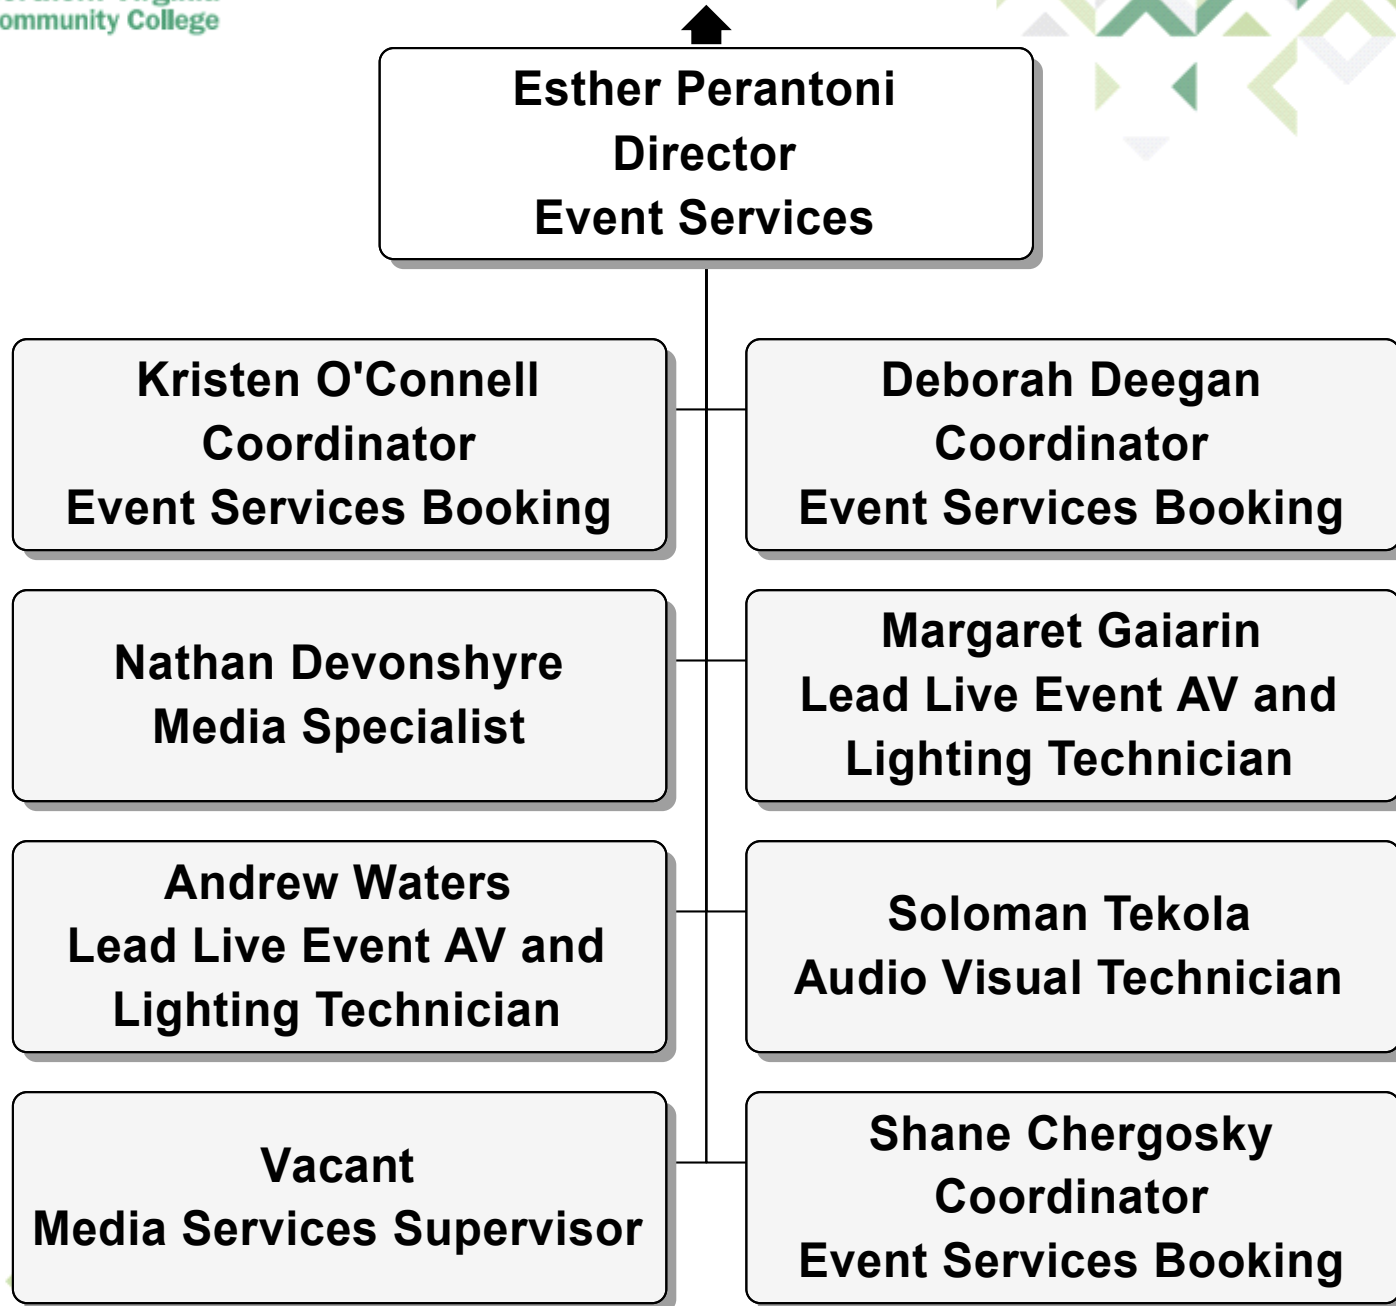 Community College
Esther Perantoni
Director
Event Services
Kristen O'Connell
Coordinator
Event Services Booking
Deborah Deegan
Coordinator
Event Services Booking
Nathan Devonshyre
Media Specialist
Margaret Gaiarin
Lead Live Event AV and
Lighting Technician
Andrew Waters
Lead Live Event AV and
Lighting Technician
Soloman Tekola
Audio Visual Technician
Vacant
Media Services Supervisor
Shane Chergosky
Coordinator
Event Services Booking